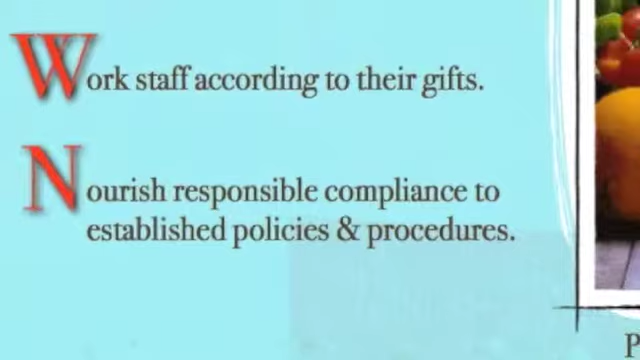 Work staff according to their gifts.
Nourish responsible compliance to
established policies & procedures.
P